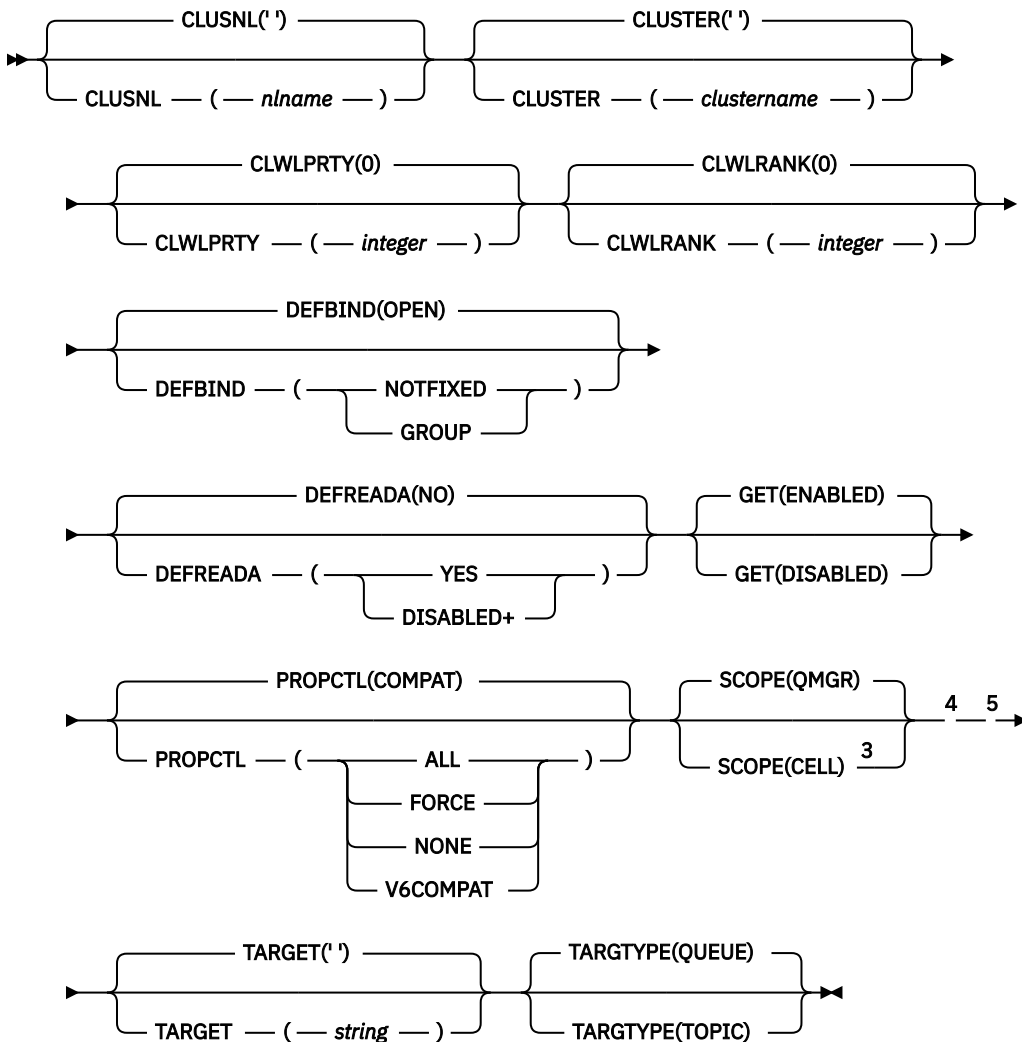 CLUSNL(' ') CLUSTER(' ')
CLUSNL ( nlname ) CLUSTER ( clustername )
CLWLPRTY(0) CLWLRANK(0)
CLWLPRTY ( integer ) CLWLRANK ( integer )
DEFBIND(OPEN)
DEFBIND ( NOTFIXED )
GROUP
DEFREADA(NO) GET(ENABLED)
DEFREADA ( YES ) GET(DISABLED)
DISABLED+
PROPCTL(COMPAT) SCOPE(QMGR) 4 5
PROPCTL ( ALL ) SCOPE(CELL) 3
FORCE
NONE
V6COMPAT
TARGET(' ') TARGTYPE(QUEUE)
TARGET ( string ) TARGTYPE(TOPIC)